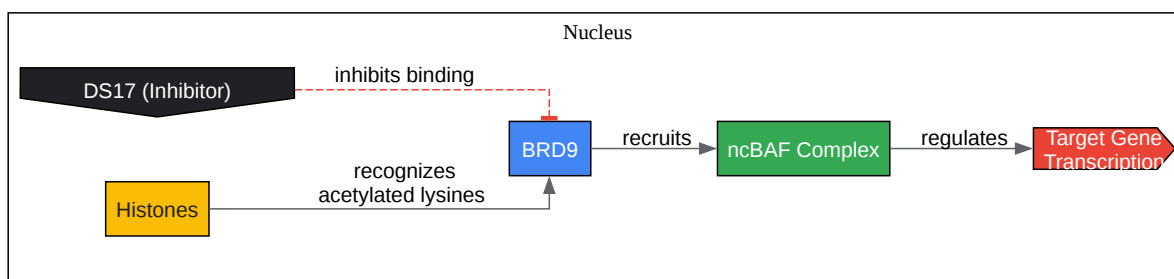 Nucleus
DS17 (Inhibitor)
inhibits binding
BRD9
recruits
ncBAF Complex
regulates
Target Gene
Transcription
recognizes
acetylated lysines
Histones